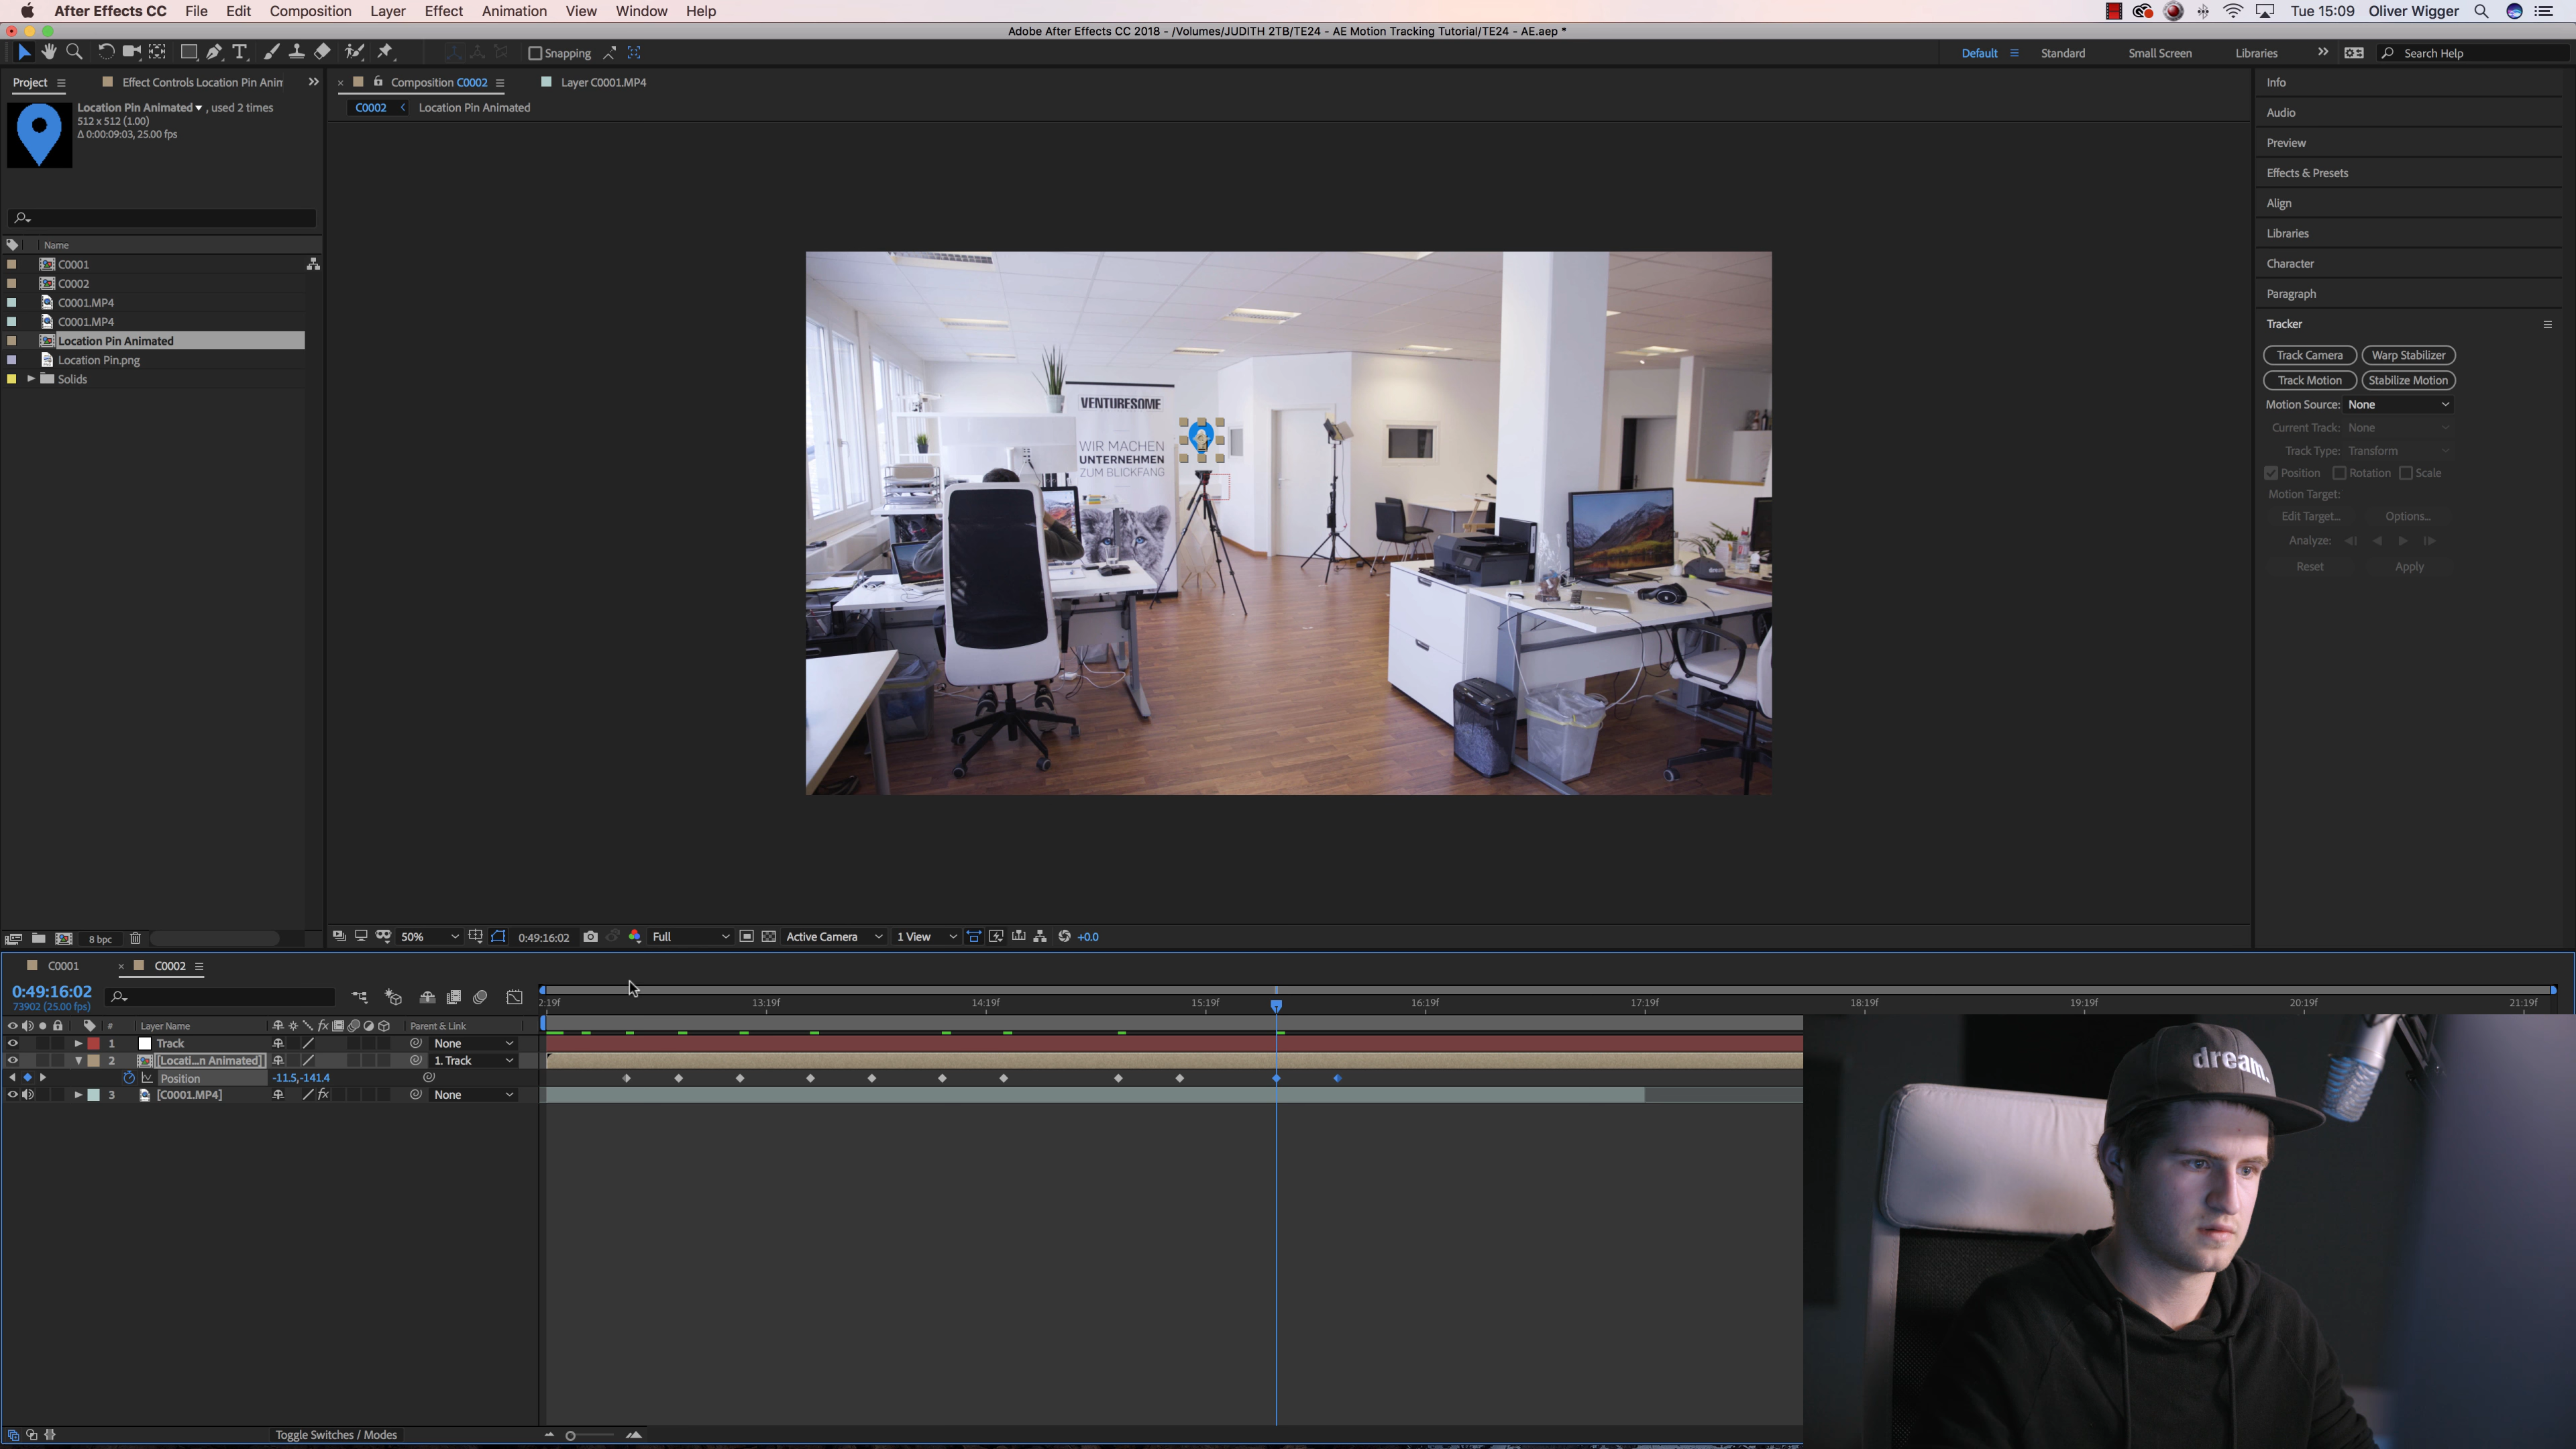 After Effects CC File Edit Composition Layer Effect Animation View Window Help Tue 15:09 Oliver Wigger
Adobe After Effects CC 2018 - /Volumes/JUDITH 2TB/TE24 - AE Motion Tracking Tutorial/TE24 - AE.aep *
Snapping Default Standard Small Screen Libraries Search Help
Project Effect Controls Location Pin Anin Composition C0002 Layer C0001.MP4
C0002 Location Pin Animated
Location Pin Animated , used 2 times
512 x 512 (1.00)
Δ 0:00:09:03, 25.00 fps
Name
C0001
C0002
C0001.MP4
C0001.MP4
Location Pin Animated
Location Pin.png
Solids
8 bpc
VENTURESOME
WIR MACHEN
UNTERNEHMEN
ZUM BLICKFANG
50% 0:49:16:02 Full Active Camera 1 View +0.0
Info
Audio
Preview
Effects & Presets
Align
Libraries
Character
Paragraph
Tracker
Track Camera Warp Stabilizer
Track Motion Stabilize Motion
Motion Source: None
Current Track: None
Track Type: Transform
Position Rotation Scale
Motion Target:
Edit Target... Options...
Analyze:
Reset Apply
C0001 C0002
0:49:16:02
73902 (25.00 fps)
2:19f 13:19f 14:19f 15:19f 16:19f 17:19f 18:19f 19:19f 20:19f 21:19f
# Layer Name Parent & Link
1 Track None
2 [Locati...n Animated] 1. Track
Position -11.5,-141.4
3 [C0001.MP4] None
Toggle Switches / Modes
dream.